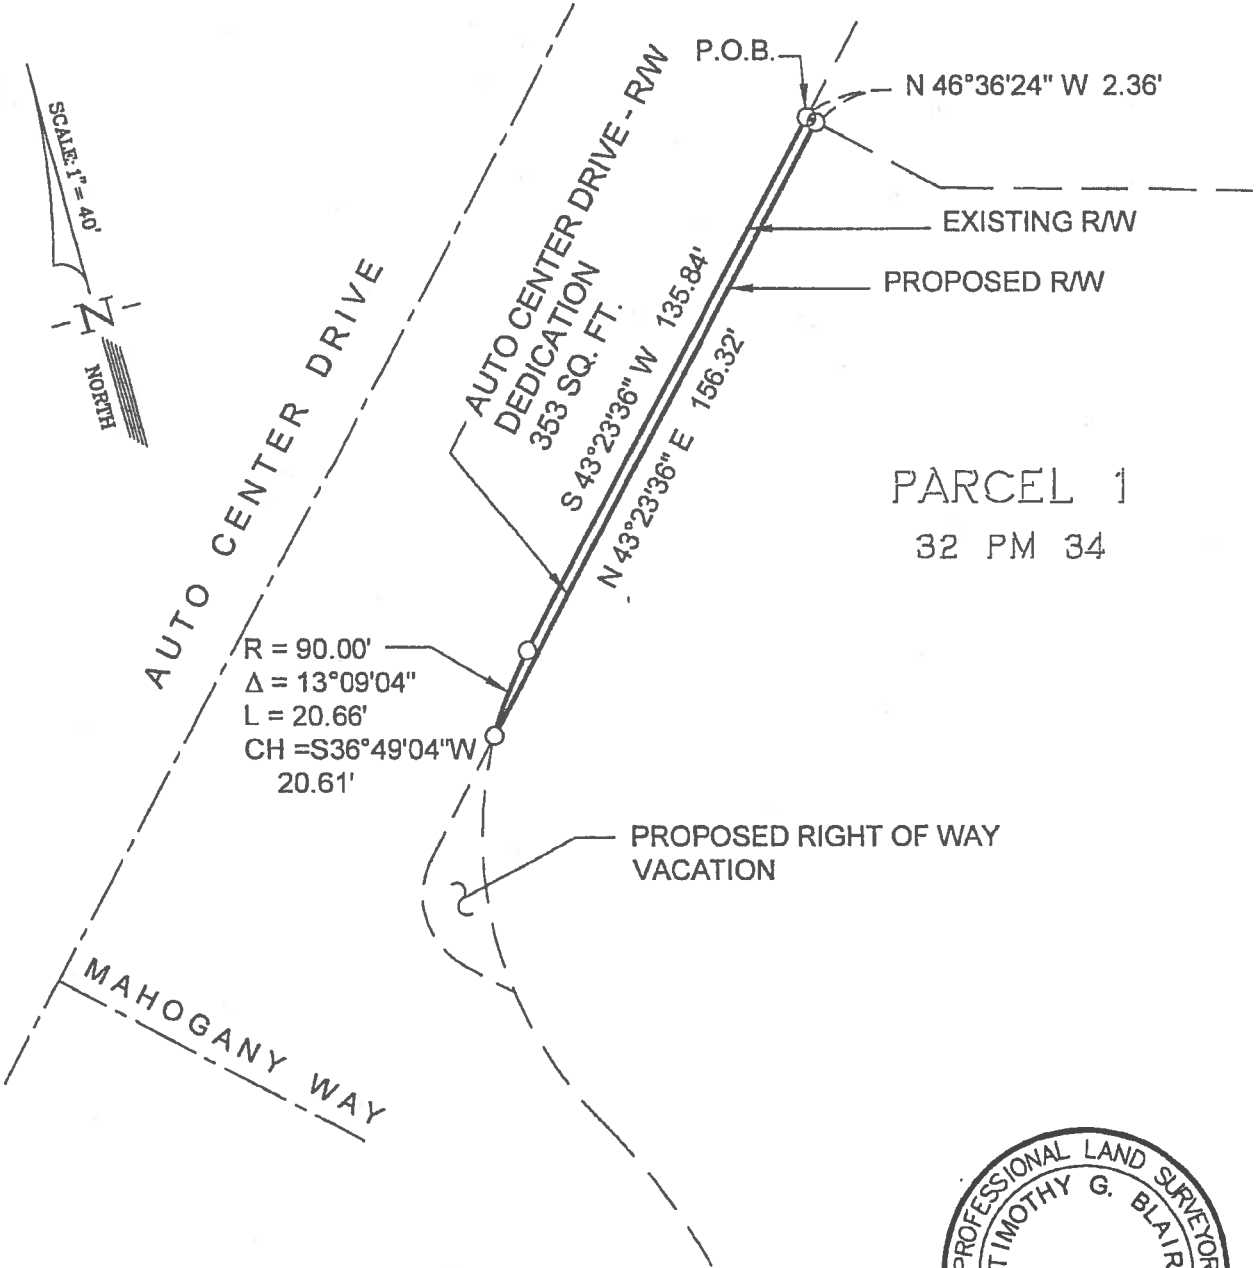 P.O.B.
N 46°36'24" W 2.36'
SCALE: 1" = 40'
N
NORTH
AUTO CENTER DRIVE - R/W
DEDICATION
353 SQ. FT.
EXISTING R/W
PROPOSED R/W
S 43°23'36" W 135.84'
N 43°23'36" E 156.32'
AUTO CENTER DRIVE
PARCEL 1
32 PM 34
R = 90.00'
Δ = 13°09'04"
L = 20.66'
CH =S36°49'04"W
20.61'
PROPOSED RIGHT OF WAY
VACATION
MAHOGANY WAY
PROFESSIONAL LAND SURVEYOR
TIMOTHY G. BLAIR